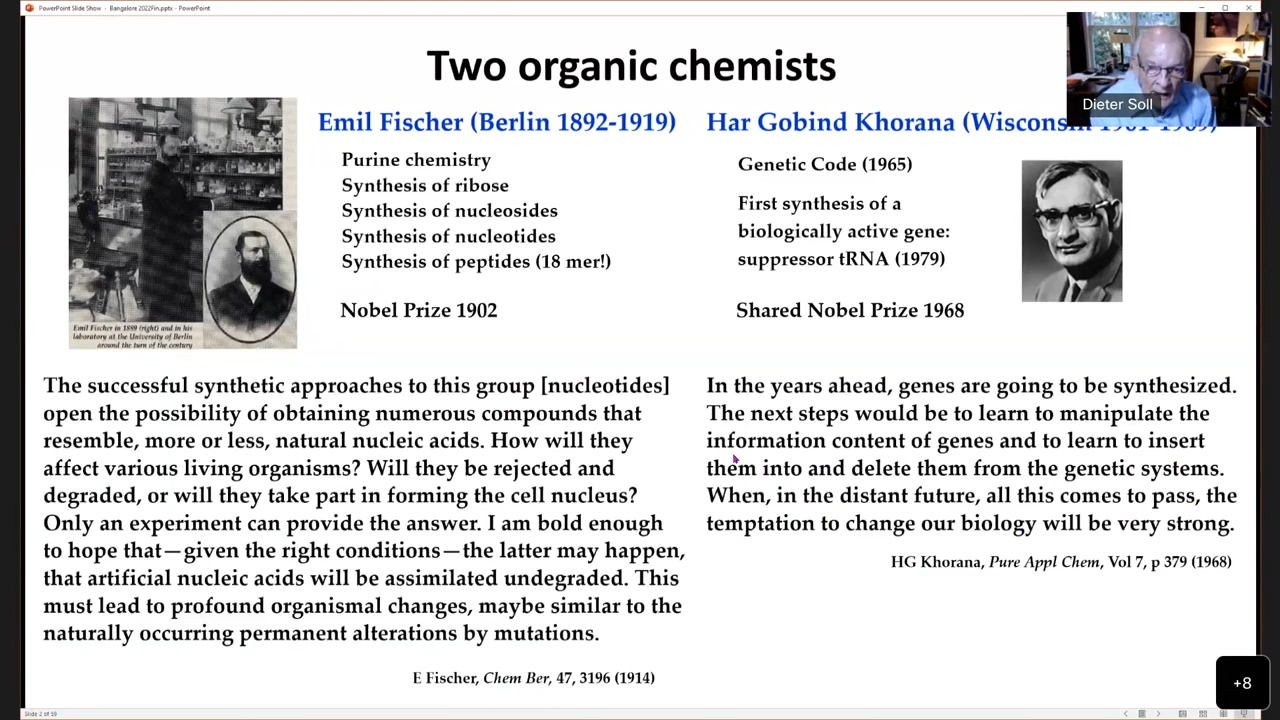 PowerPoint Slide Show - Bangalore 2022Fin.pptx - PowerPoint
Two organic chemists
Dieter Soll
Emil Fischer (Berlin 1892-1919)
Purine chemistry
Synthesis of ribose
Synthesis of nucleosides
Synthesis of nucleotides
Synthesis of peptides (18 mer!)
Nobel Prize 1902
Emil Fischer in 1889 (right) and in his
laboratory at the University of Berlin
around the turn of the century
The successful synthetic approaches to this group [nucleotides]
open the possibility of obtaining numerous compounds that
resemble, more or less, natural nucleic acids. How will they
affect various living organisms? Will they be rejected and
degraded, or will they take part in forming the cell nucleus?
Only an experiment can provide the answer. I am bold enough
to hope that—given the right conditions—the latter may happen,
that artificial nucleic acids will be assimilated undegraded. This
must lead to profound organismal changes, maybe similar to the
naturally occurring permanent alterations by mutations.
E Fischer, Chem Ber, 47, 3196 (1914)
Har Gobind Khorana (Wisconsin
Genetic Code (1965)
First synthesis of a
biologically active gene:
suppressor tRNA (1979)
Shared Nobel Prize 1968
In the years ahead, genes are going to be synthesized.
The next steps would be to learn to manipulate the
information content of genes and to learn to insert
them into and delete them from the genetic systems.
When, in the distant future, all this comes to pass, the
temptation to change our biology will be very strong.
HG Khorana, Pure Appl Chem, Vol 7, p 379 (1968)
+8
Slide 2 of 59